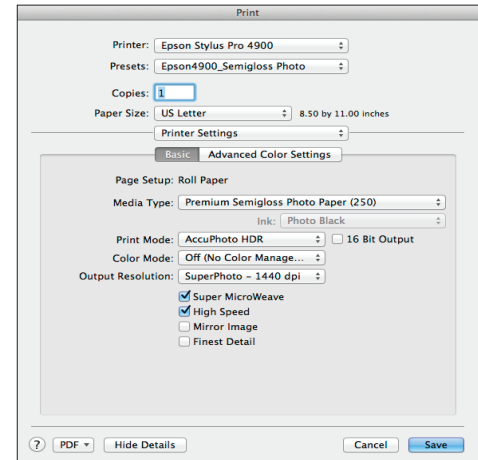 Print
Printer: Epson Stylus Pro 4900
Presets: Epson4900_Semigloss Photo
Copies: 1
Paper Size: US Letter 8.50 by 11.00 inches
Printer Settings
Basic Advanced Color Settings
Page Setup: Roll Paper
Media Type: Premium Semigloss Photo Paper (250)
Ink: Photo Black
Print Mode: AccuPhoto HDR 16 Bit Output
Color Mode: Off (No Color Manage...
Output Resolution: SuperPhoto – 1440 dpi
Super MicroWeave
High Speed
Mirror Image
Finest Detail
? PDF Hide Details Cancel Save